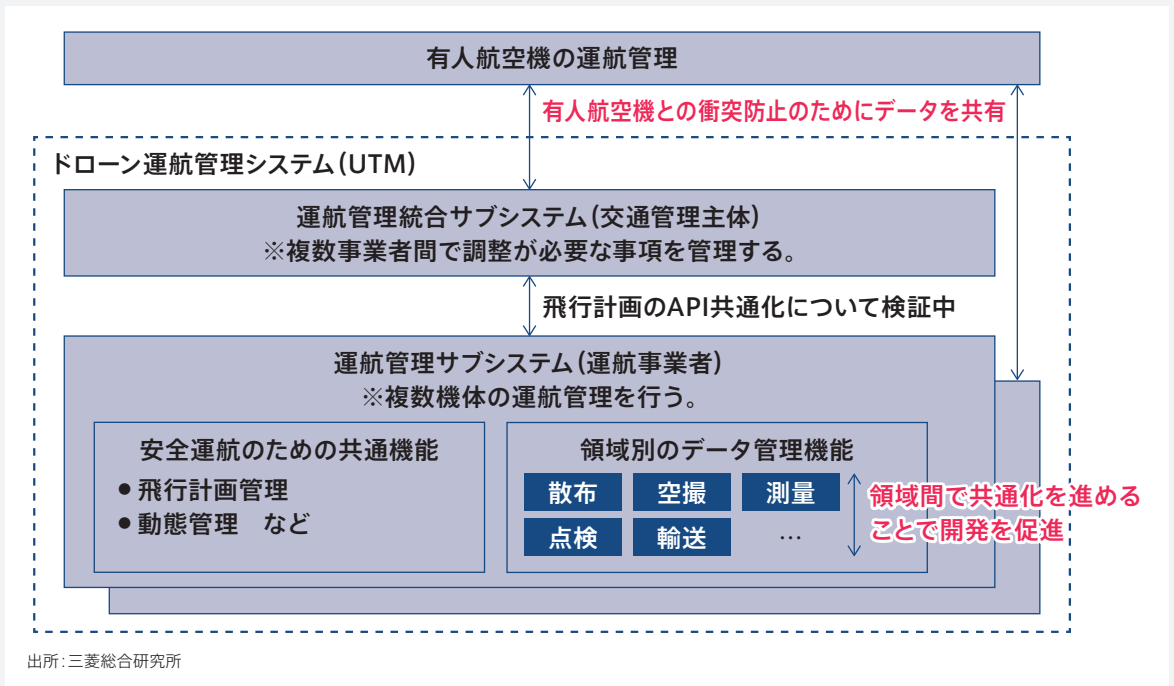 有人航空機の運航管理
有人航空機との衝突防止のためにデータを共有
ドローン運航管理システム(UTM)
運航管理統合サブシステム(交通管理主体)
※複数事業者間で調整が必要な事項を管理する。
飛行計画のAPI共通化について検証中
運航管理サブシステム(運航事業者)
※複数機体の運航管理を行う。
安全運航のための共通機能
●飛行計画管理
●動態管理　など
領域別のデータ管理機能
散布
空撮
測量
点検
輸送
…
領域間で共通化を進める
ことで開発を促進
出所:三菱総合研究所